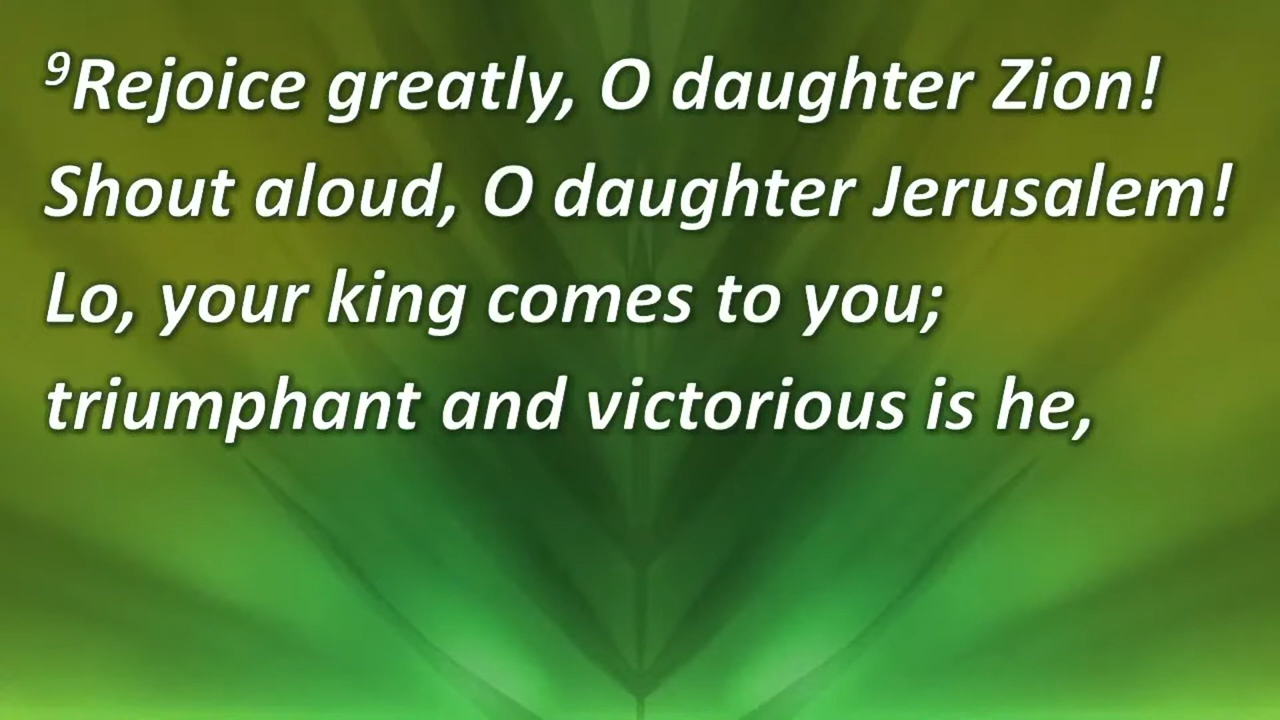 ⁹Rejoice greatly, O daughter Zion!
Shout aloud, O daughter Jerusalem!
Lo, your king comes to you;
triumphant and victorious is he,